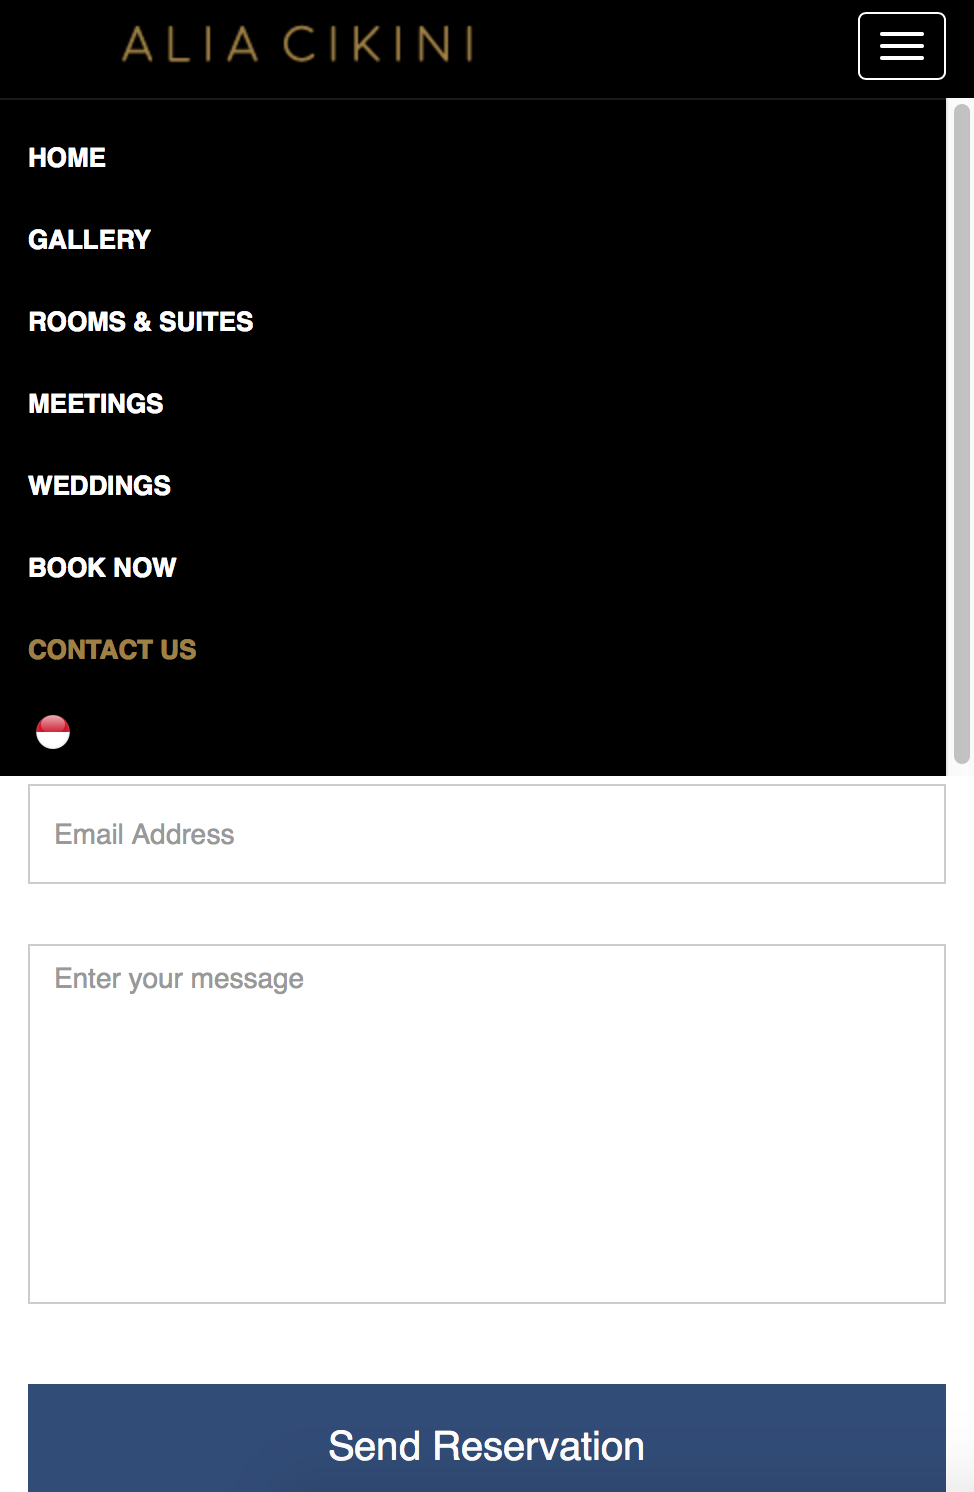 ALIA CIKINI
HOME
GALLERY
ROOMS & SUITES
MEETINGS
WEDDINGS
BOOK NOW
CONTACT US
Email Address
Enter your message
Send Reservation